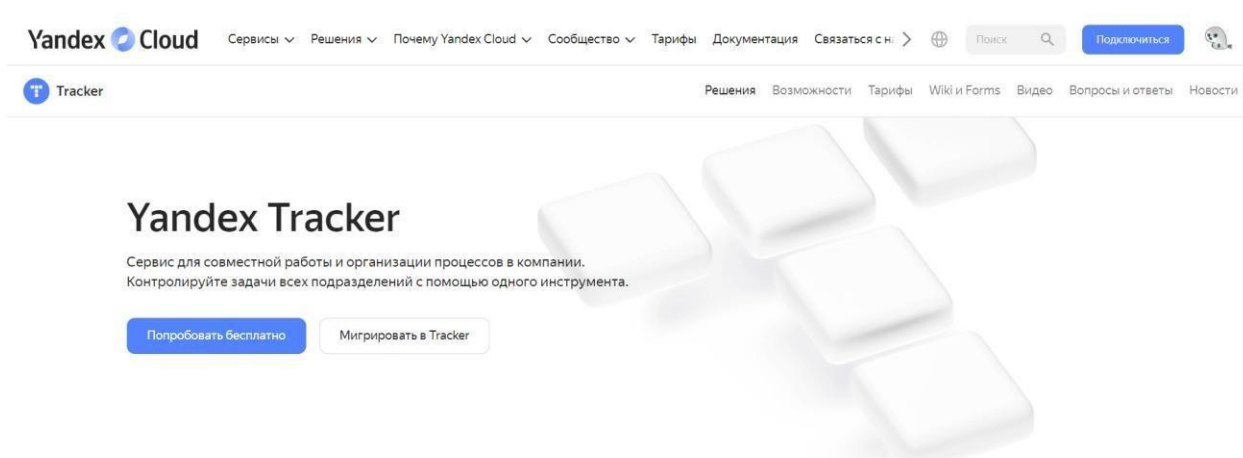 Yandex Cloud Сервисы Решения Почему Yandex Cloud Сообщество Тарифы Документация Связаться с н Поиск Подключиться
Tracker Решения Возможности Тарифы Wiki и Forms Видео Вопросы и ответы Новости
Yandex Tracker
Сервис для совместной работы и организации процессов в компании.
Контролируйте задачи всех подразделений с помощью одного инструмента.
Попробовать бесплатно Мигрировать в Tracker